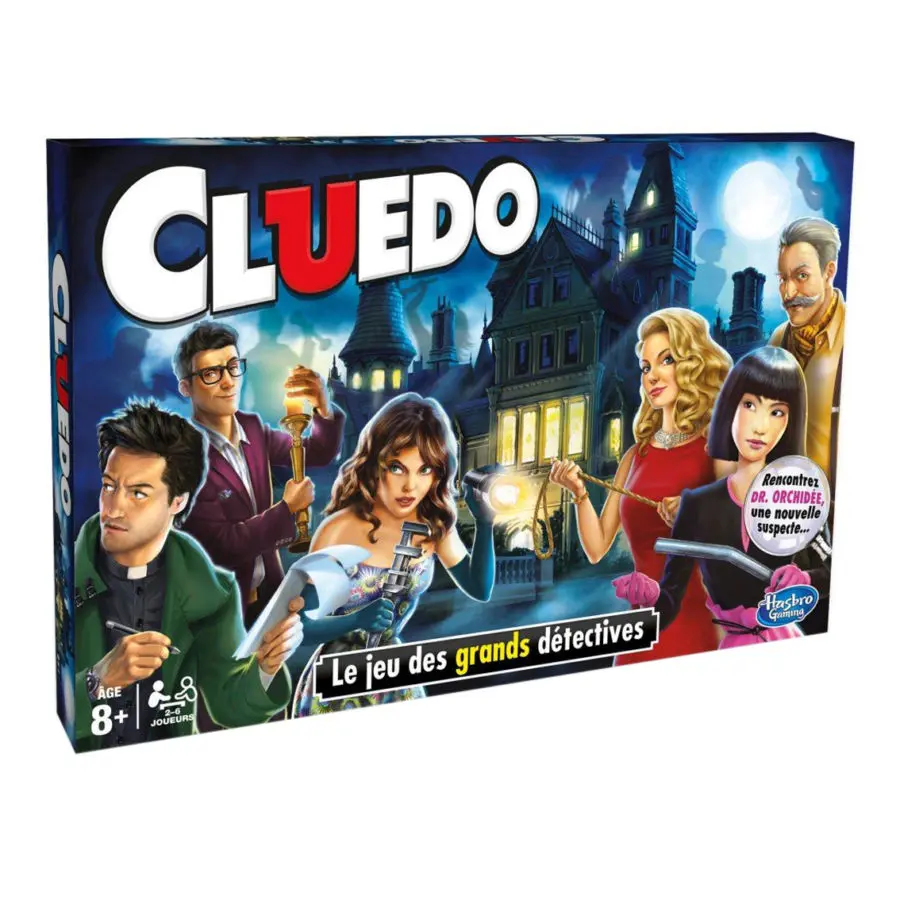 CLUEDO
CLUEDO
Rencontrez
DR. ORCHIDÉE,
une nouvelle
suspecte...
Hasbro
Gaming
Le jeu des grands détectives
ÂGE
8+
2-6
JOUEURS